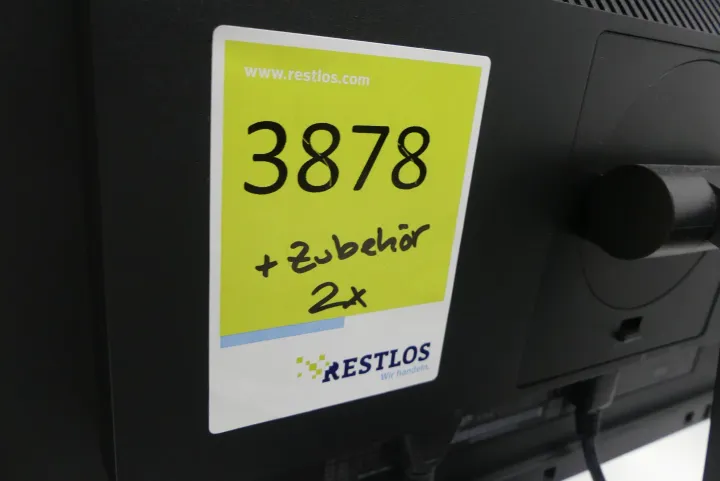 www.restlos.com
3878
+ Zubehör
2x
RESTLOS
Wir handeln.